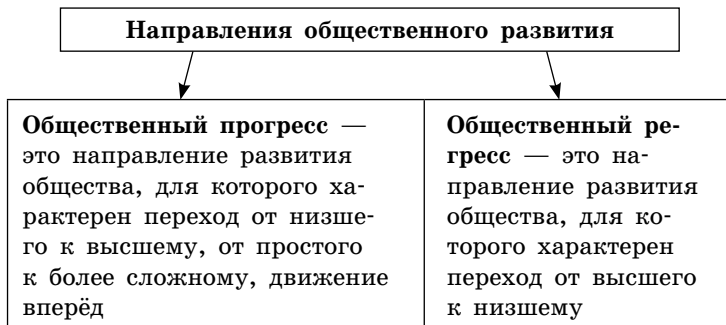 Направления общественного развития
Общественный прогресс —
это направление развития
общества, для которого ха-
рактерен переход от низше-
го к высшему, от простого
к более сложному, движение
вперёд
Общественный ре-
гресс — это на-
правление развития
общества, для ко-
торого характерен
переход от высшего
к низшему